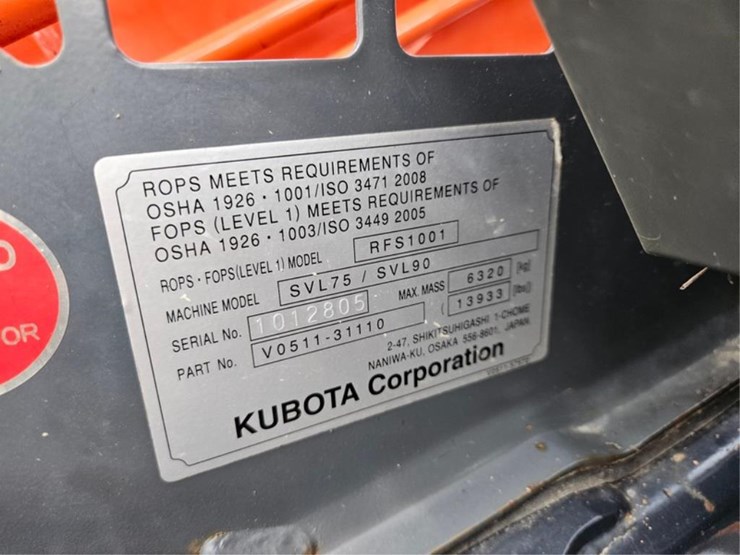 ROPS MEETS REQUIREMENTS OF
OSHA 1926・1001/ISO 3471 2008
FOPS (LEVEL 1) MEETS REQUIREMENTS OF
OSHA 1926・1003/ISO 3449 2005
ROPS・FOPS(LEVEL 1) MODEL RFS1001
MACHINE MODEL SVL75 / SVL90
SERIAL No. 1012805 MAX. MASS 6320 [kg]
PART No. V0511-31110 ( 13933 [lbs])
2-47, SHIKITSUHIGASHI 1-CHOME
NANIWA-KU, OSAKA 556-8601, JAPAN
KUBOTA Corporation
OR